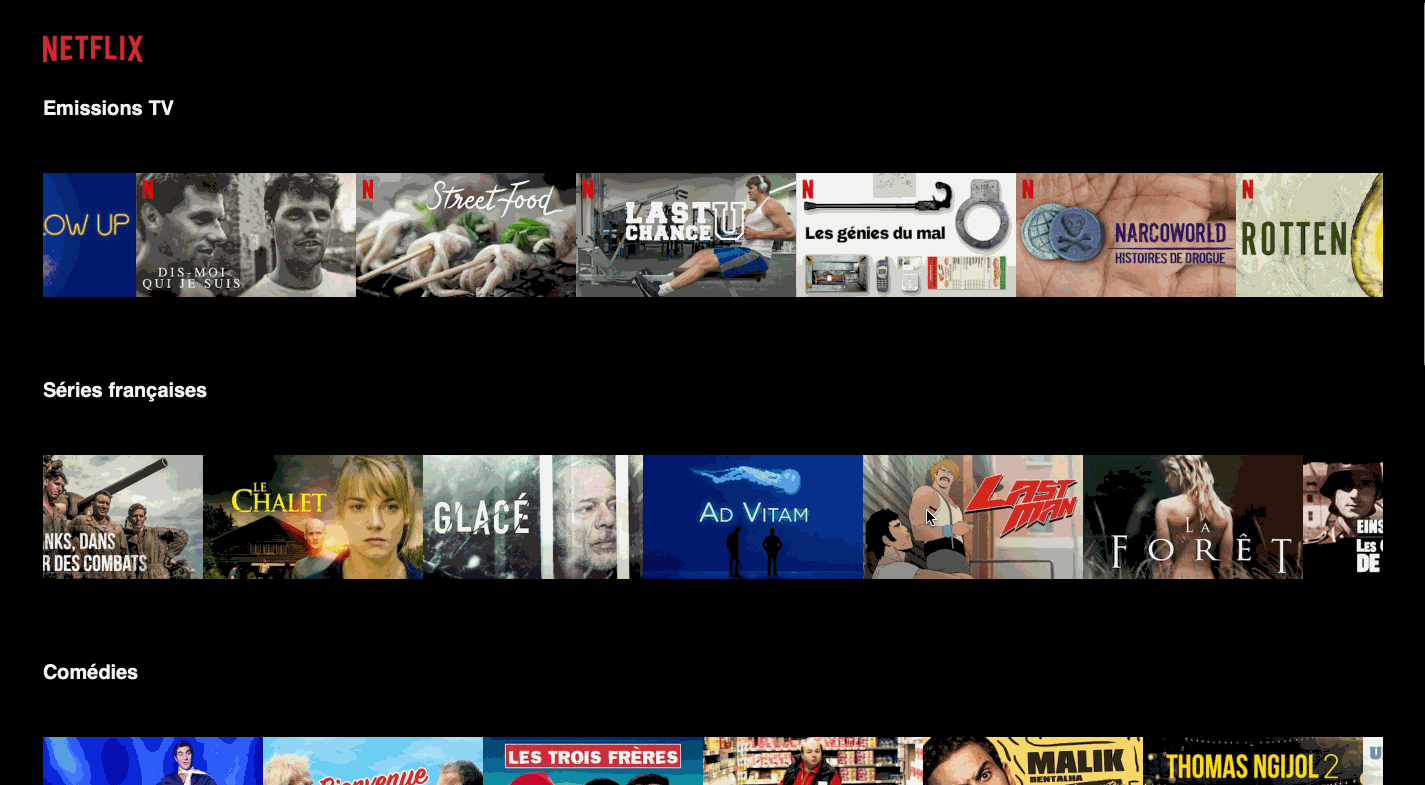 NETFLIX
Emissions TV
OW UP
N
DIS-MOI
QUI JE SUIS
N
Street Food
N
LAST
CHANCE U
N
Les génies du mal
N
NARCOWORLD
HISTOIRES DE DROGUE
N
ROTTEN
Séries françaises
NKS, DANS
R DES COMBATS
LE
CHALET
GLACÉ
AD VITAM
LAST
MAN
LA
FORÊT
EINS
LES
DE
Comédies
Bienvenue
LES TROIS FRÈRES
MALIK
BENTALHA
THOMAS NGIJOL 2
U